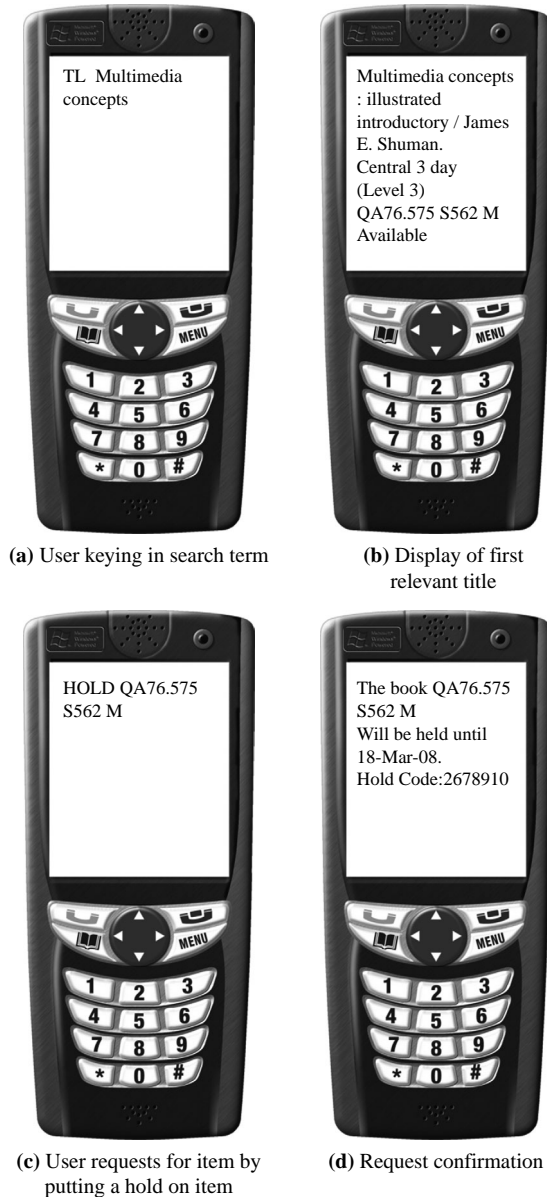 TL Multimedia
concepts
Multimedia concepts
: illustrated
introductory / James
E. Shuman.
Central 3 day
(Level 3)
QA76.575 S562 M
Available
MENU
1 2 3
4 5 6
7 8 9
* 0 #
MENU
1 2 3
4 5 6
7 8 9
* 0 #
(a) User keying in search term
(b) Display of first
relevant title
HOLD QA76.575
S562 M
The book QA76.575
S562 M
Will be held until
18-Mar-08.
Hold Code:2678910
MENU
1 2 3
4 5 6
7 8 9
* 0 #
MENU
1 2 3
4 5 6
7 8 9
* 0 #
(c) User requests for item by
putting a hold on item
(d) Request confirmation